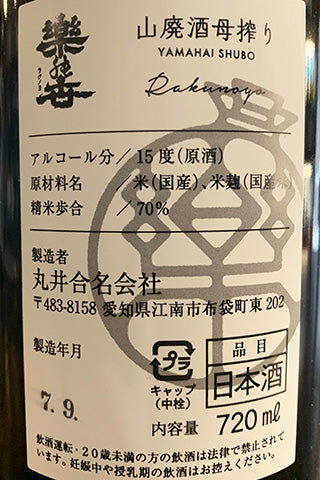 樂の世
ラクノヨ
山廃酒母搾り
YAMAHAI SHUBO
Rakunoyo
アルコール分／15度(原酒)
原材料名　／米(国産)、米麹(国産米)
精米歩合　／70%
製造者
丸井合名会社
〒483-8158 愛知県江南市布袋町東 202
製造年月
7. 9.
プラ
キャップ
(中栓)
品目
日本酒
内容量　720㎖
飲酒運転・20歳未満の方の飲酒は法律で禁止されて
います。妊娠中や授乳期の飲酒はお控えください。